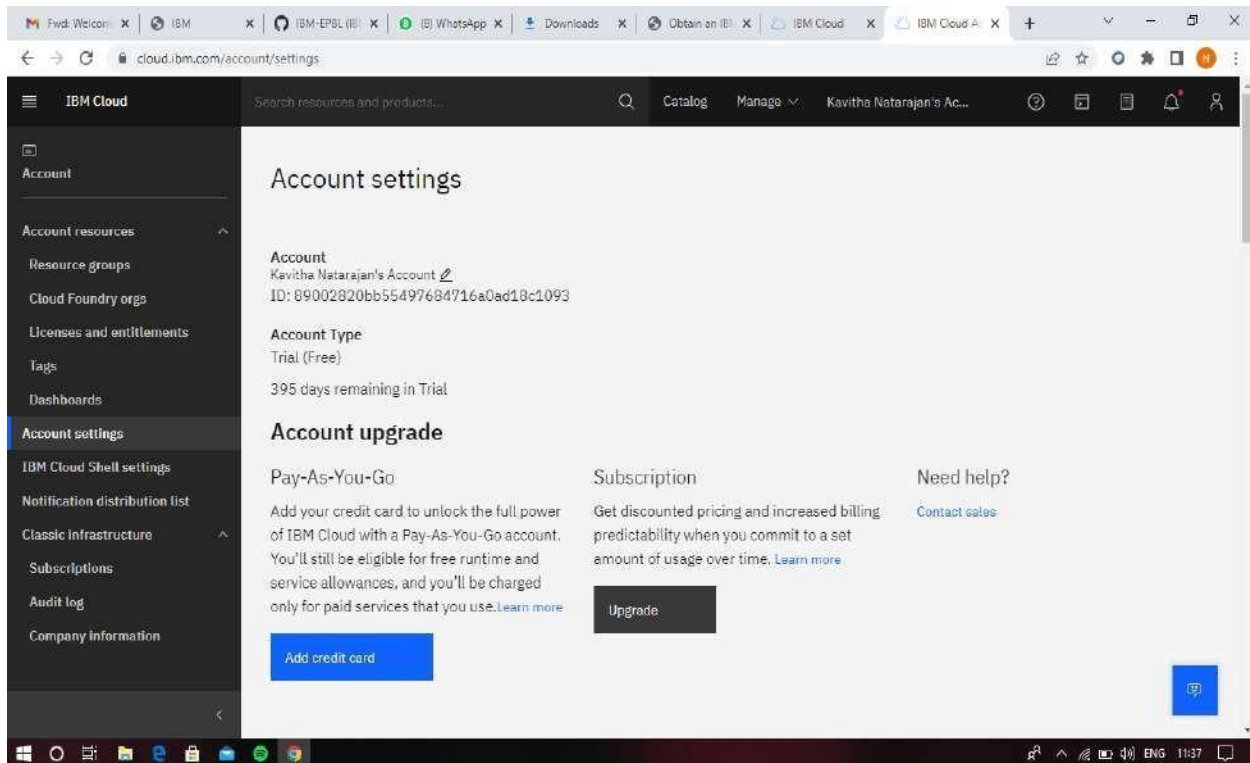 Fwd: Welcom
IBM
IBM-EPBL (IB
(8) WhatsApp
Downloads
Obtain an IB
IBM Cloud
IBM Cloud Ac
cloud.ibm.com/account/settings
IBM Cloud
Search resources and products...
Catalog
Manage
Kavitha Natarajan's Ac...
Account
Account resources
Resource groups
Cloud Foundry orgs
Licenses and entitlements
Tags
Dashboards
Account settings
IBM Cloud Shell settings
Notification distribution list
Classic infrastructure
Subscriptions
Audit log
Company information
Account settings
Account
Kavitha Natarajan's Account
ID: 89002820bb55497684716a0ad18c1093
Account Type
Trial (Free)
395 days remaining in Trial
Account upgrade
Pay-As-You-Go
Add your credit card to unlock the full power
of IBM Cloud with a Pay-As-You-Go account.
You'll still be eligible for free runtime and
service allowances, and you'll be charged
only for paid services that you use. Learn more
Add credit card
Subscription
Get discounted pricing and increased billing
predictability when you commit to a set
amount of usage over time. Learn more
Upgrade
Need help?
Contact sales
ENG 11:37